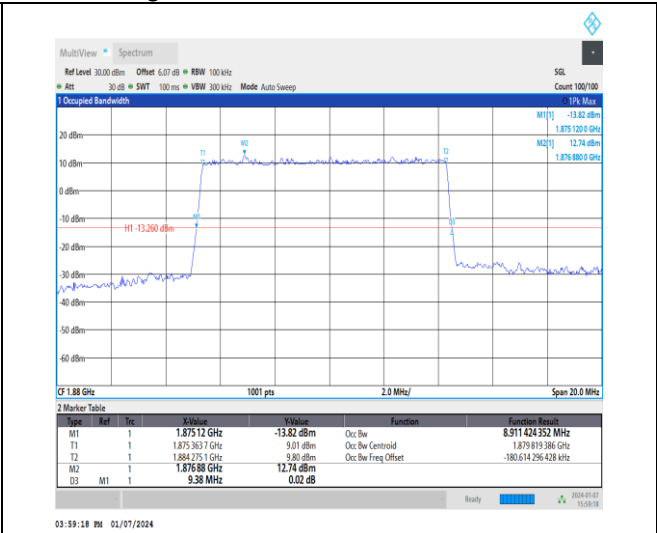 MultiView Spectrum
Ref Level 30.00 dBm Offset 6.07 dB RBW 100 kHz SGL
Att 30 dB SWT 100 ms VBW 300 kHz Mode Auto Sweep Count 100/100
1 Occupied Bandwidth 1Pk Max
M1[1] -13.82 dBm
1.875 120 0 GHz
M2[1] 12.74 dBm
1.876 880 0 GHz
20 dBm
M2
T1 T2
10 dBm
0 dBm
-10 dBm
M1
H1 -13.260 dBm
-20 dBm
-30 dBm
-40 dBm
-50 dBm
-60 dBm
CF 1.88 GHz 1001 pts 2.0 MHz/ Span 20.0 MHz
2 Marker Table
Type Ref Trc X-Value Y-Value Function Function Result
M1 1 1.87512 GHz -13.82 dBm Occ Bw 8.911 424 352 MHz
T1 1 1.875 363 7 GHz 9.01 dBm Occ Bw Centroid 1.879 819 386 GHz
T2 1 1.884 275 1 GHz 9.80 dBm Occ Bw Freq Offset -180.614 296 428 kHz
M2 1 1.87688 GHz 12.74 dBm
D3 M1 1 9.38 MHz 0.02 dB
Ready 2024-01-07
15:59:18
03:59:18 PM 01/07/2024